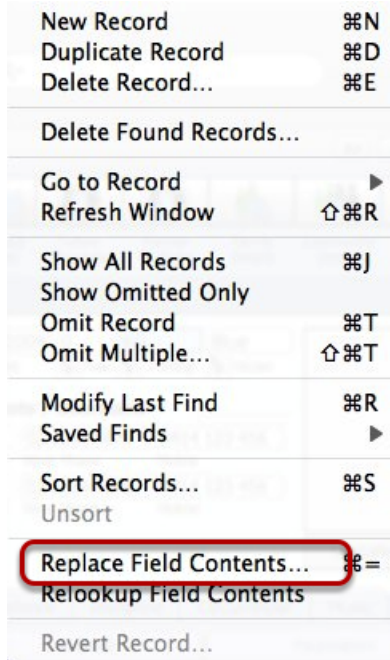 New Record ⌘N
Duplicate Record ⌘D
Delete Record... ⌘E
Delete Found Records...
Go to Record ▶
Refresh Window ⇧⌘R
Show All Records ⌘J
Show Omitted Only
Omit Record ⌘T
Omit Multiple... ⇧⌘T
Modify Last Find ⌘R
Saved Finds ▶
Sort Records... ⌘S
Unsort
Replace Field Contents... ⌘=
Relookup Field Contents
Revert Record...